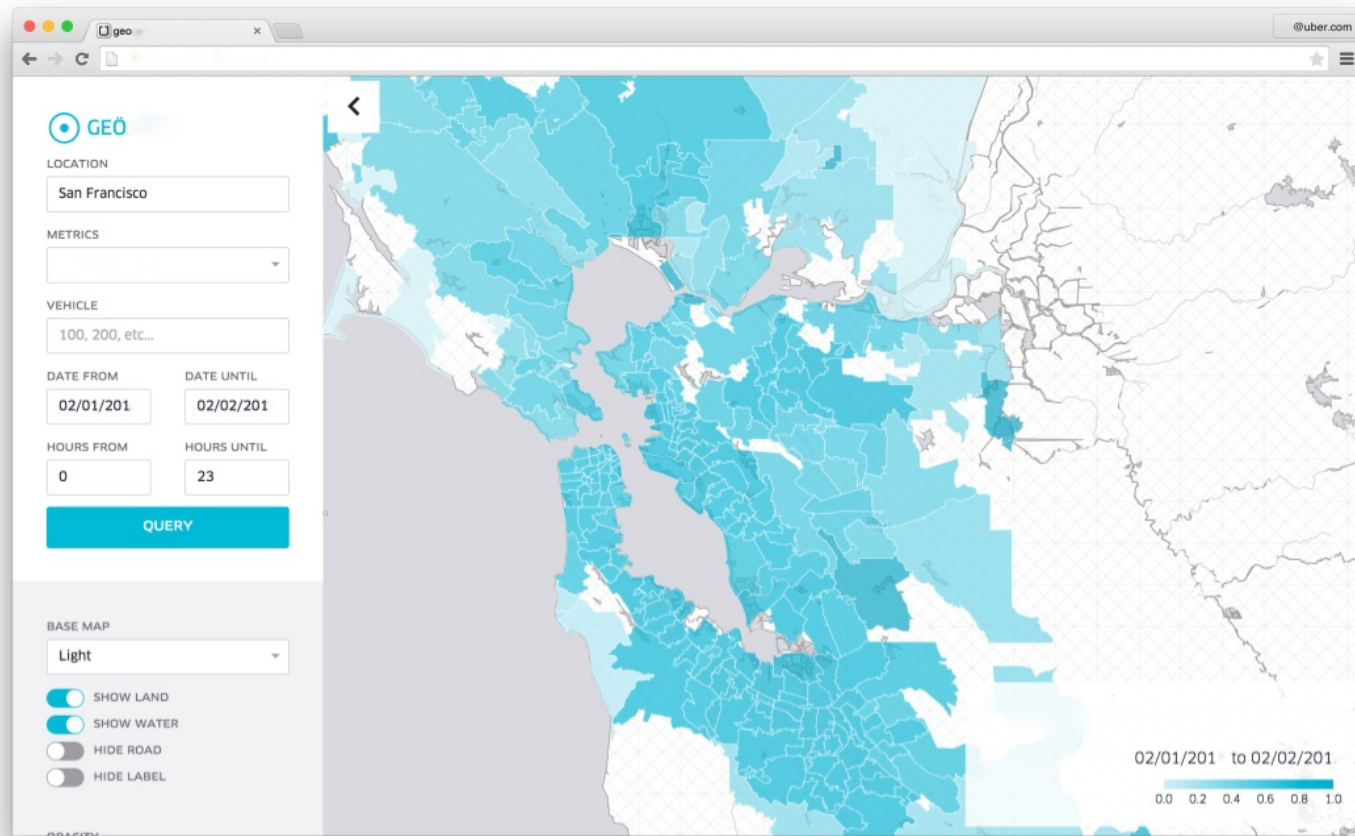 geo
@uber.com
GEÖ
LOCATION
San Francisco
METRICS
VEHICLE
100, 200, etc...
DATE FROM DATE UNTIL
02/01/201 02/02/201
HOURS FROM HOURS UNTIL
0 23
QUERY
BASE MAP
Light
SHOW LAND
SHOW WATER
HIDE ROAD
HIDE LABEL
OPACITY
02/01/201 to 02/02/201
0.0 0.2 0.4 0.6 0.8 1.0